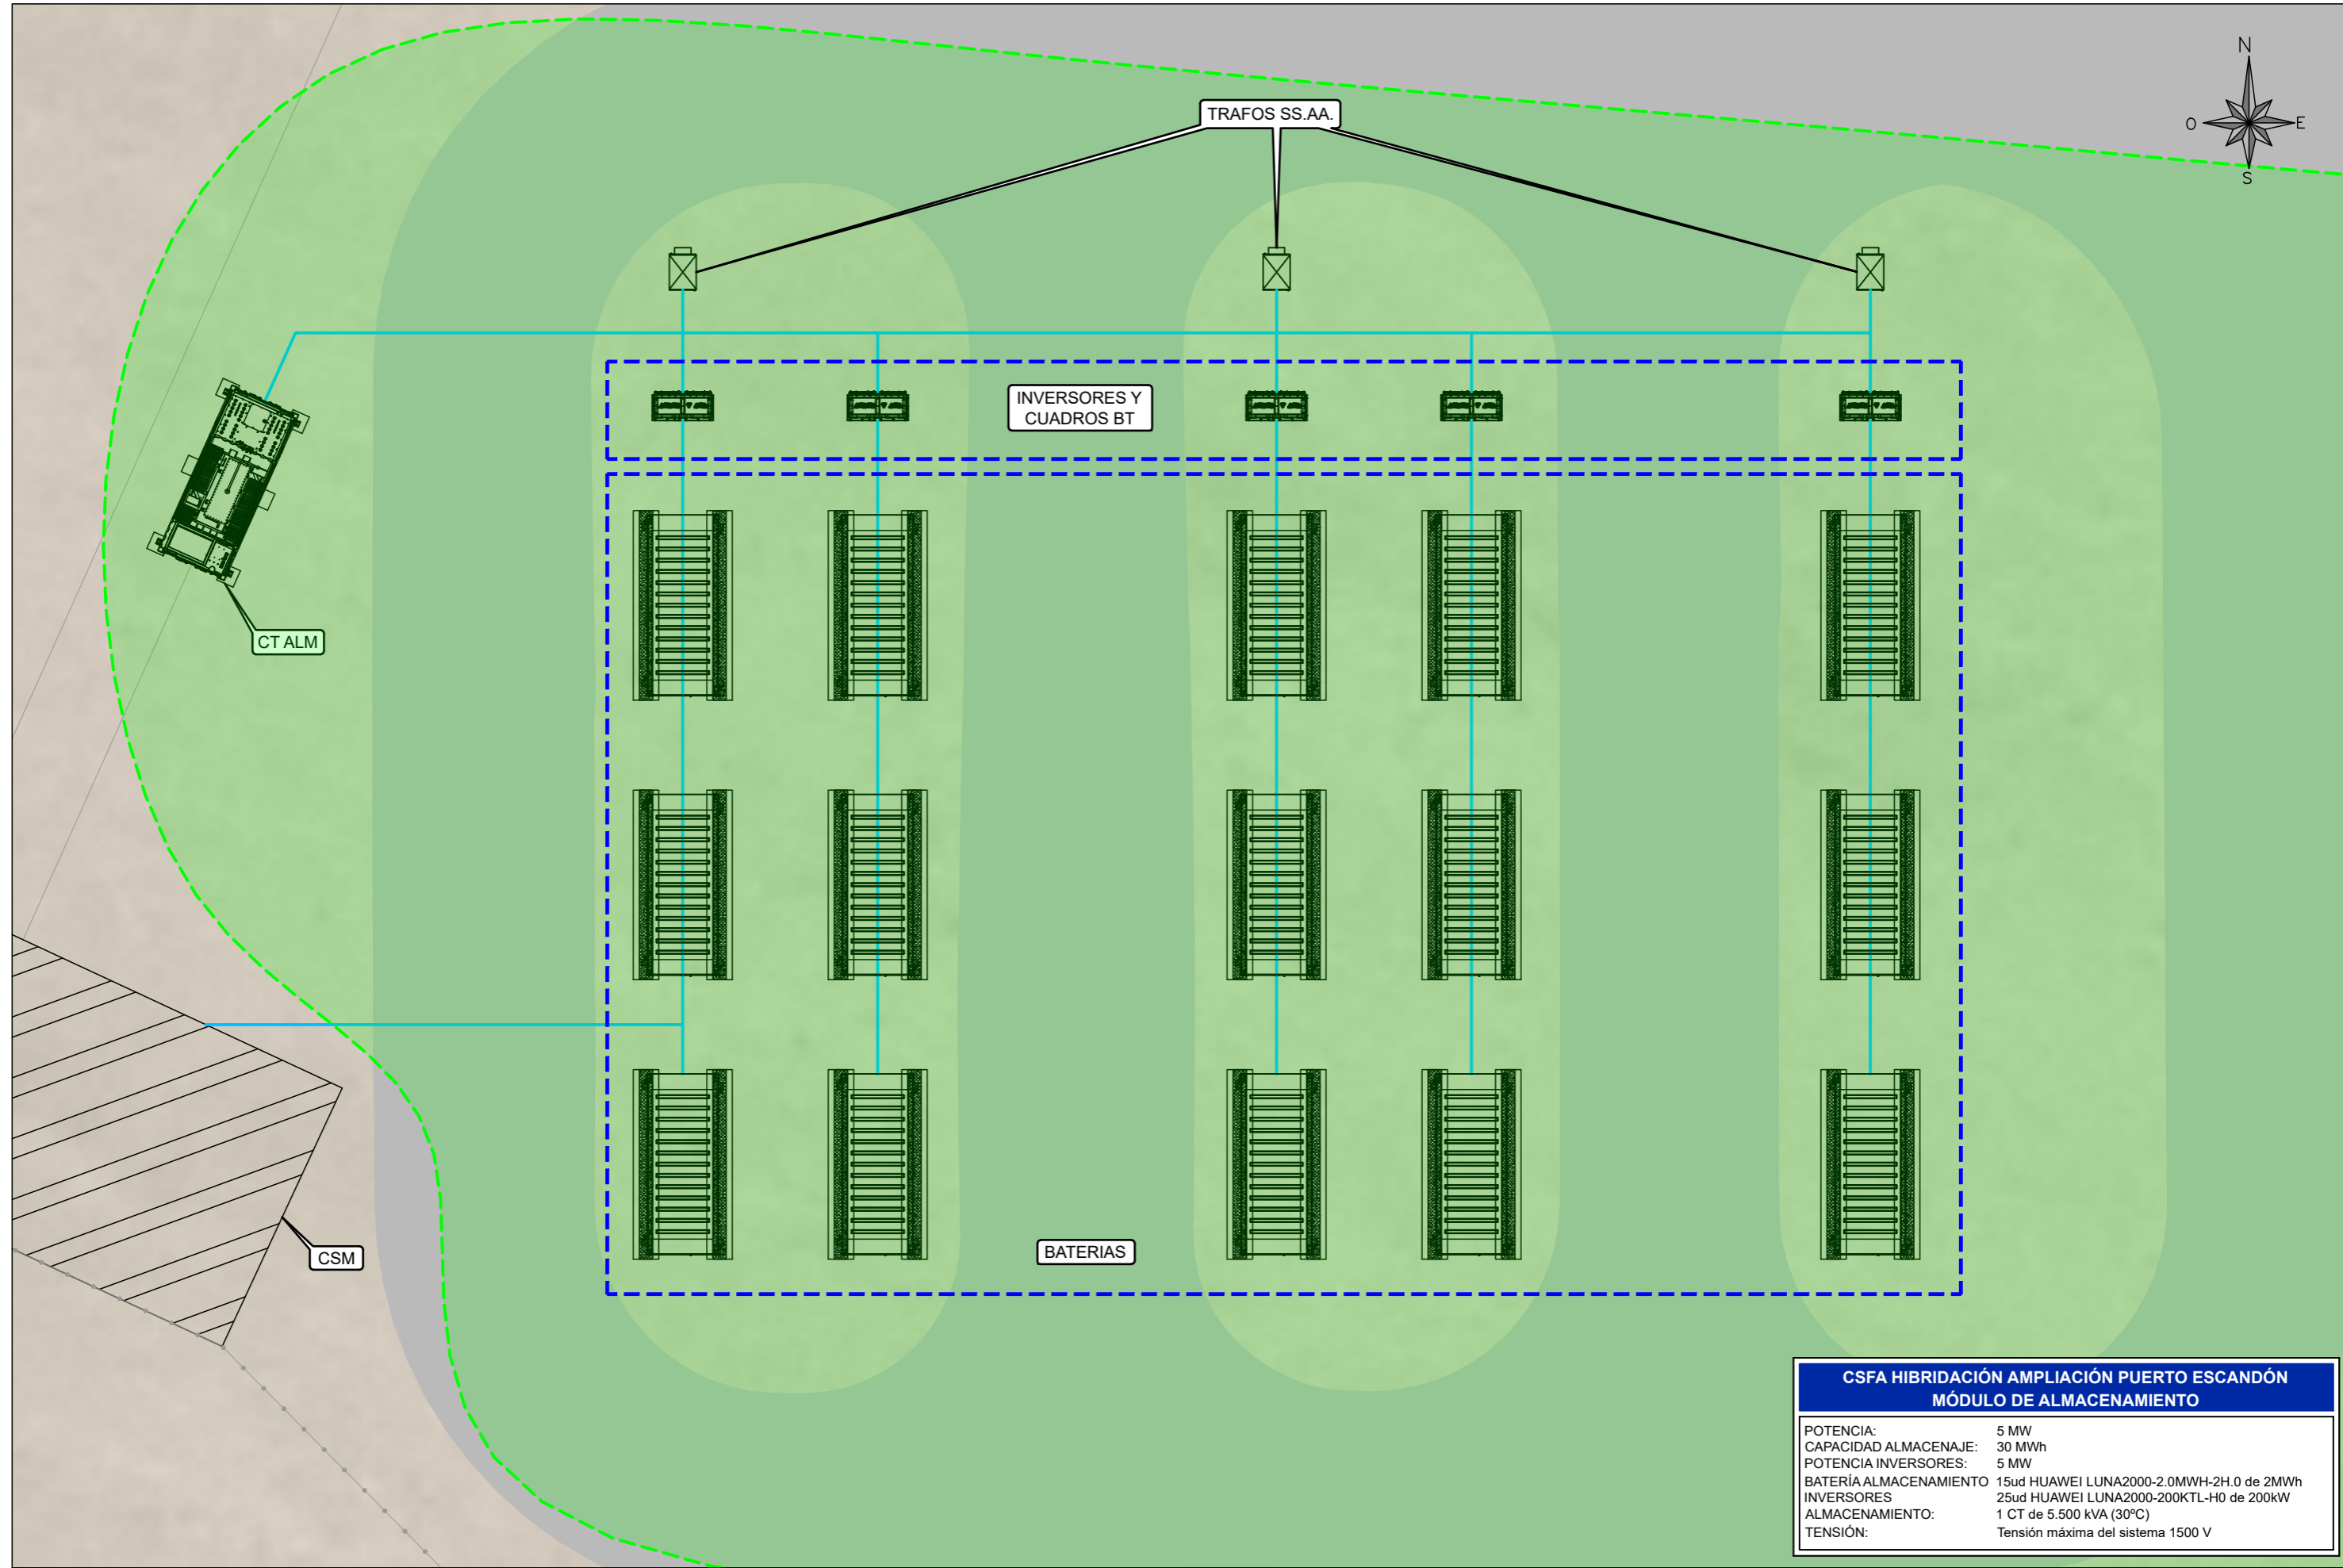 N
O
E
S
TRAFOS SS.AA.
INVERSORES Y
CUADROS BT
CT ALM
CSM
BATERIAS
CSFA HIBRIDACIÓN AMPLIACIÓN PUERTO ESCANDÓN
MÓDULO DE ALMACENAMIENTO
POTENCIA: 5 MW
CAPACIDAD ALMACENAJE: 30 MWh
POTENCIA INVERSORES: 5 MW
BATERÍA ALMACENAMIENTO 15ud HUAWEI LUNA2000-2.0MWH-2H.0 de 2MWh
INVERSORES 25ud HUAWEI LUNA2000-200KTL-H0 de 200kW
ALMACENAMIENTO: 1 CT de 5.500 kVA (30ºC)
TENSIÓN: Tensión máxima del sistema 1500 V